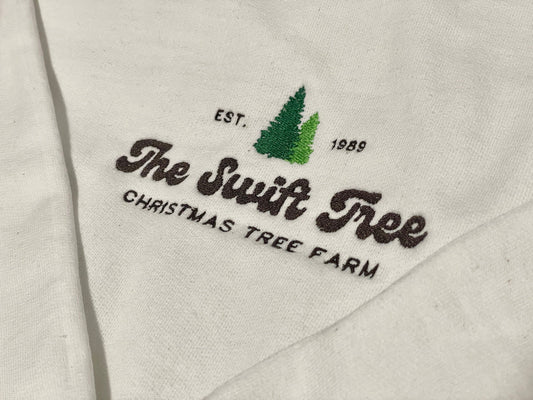 EST. 1989
The Swift Tree
CHRISTMAS TREE FARM